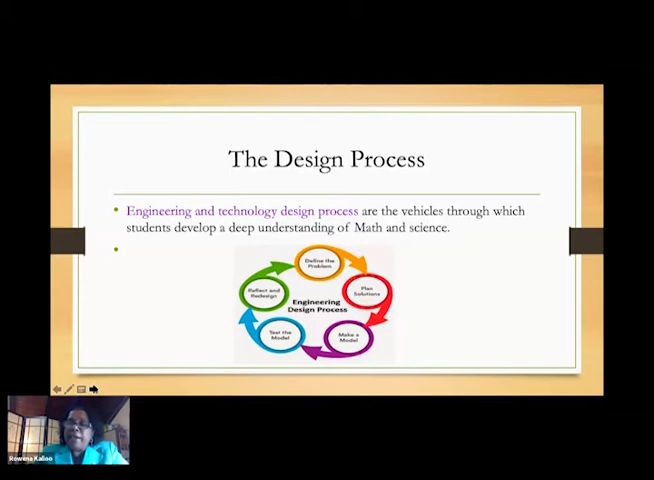 The Design Process
Engineering and technology design process are the vehicles through which
students develop a deep understanding of Math and science.
Define the
Problem
Plan
Solutions
Make a
Model
Test the
Model
Reflect and
Redesign
Engineering
Design Process
Rowena Kalloo